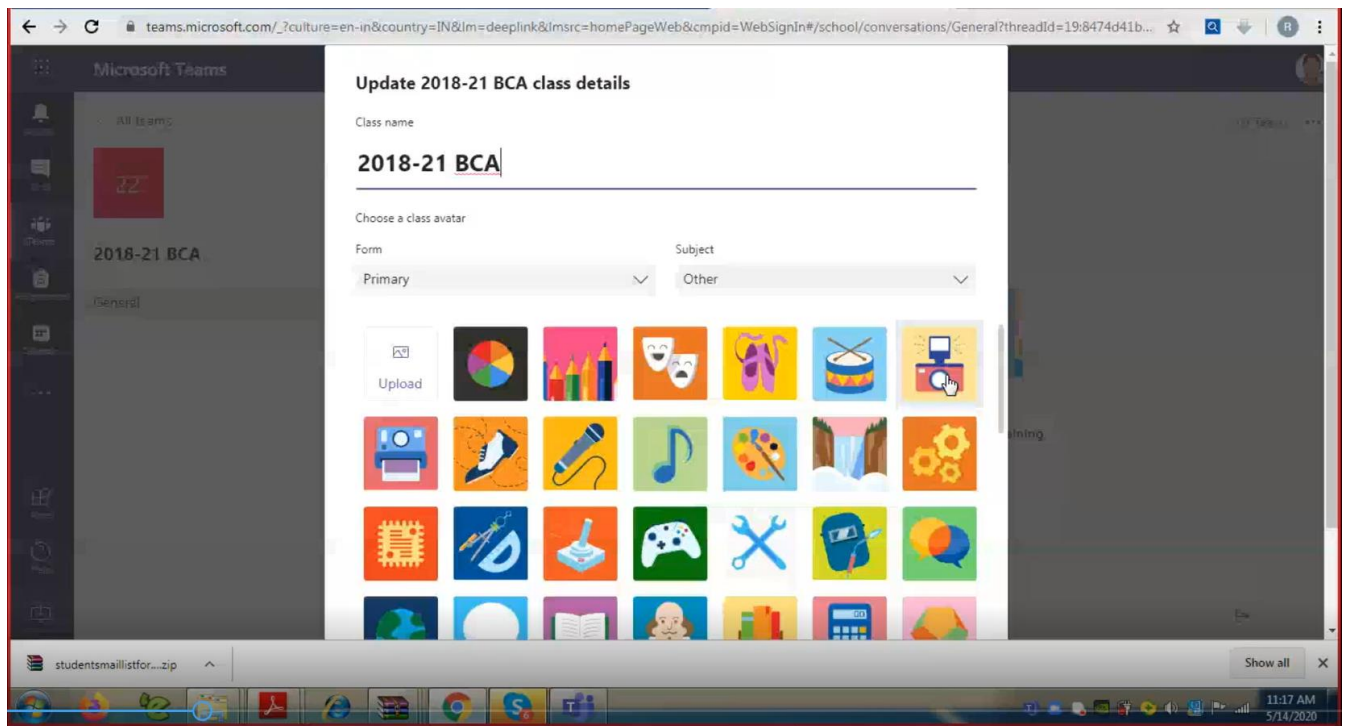 teams.microsoft.com/_?culture=en-in&country=IN&lm=deeplink&lmsrc=homePageWeb&cmpid=WebSignIn#/school/conversations/General?threadId=19:8474d41b...
R
Microsoft Teams
All teams
22
2018-21 BCA
General
Update 2018-21 BCA class details
Class name
2018-21 BCA
Choose a class avatar
Form
Subject
Primary
Other
Upload
aining
studentsmaillistfor....zip
Show all
11:17 AM
5/14/2020